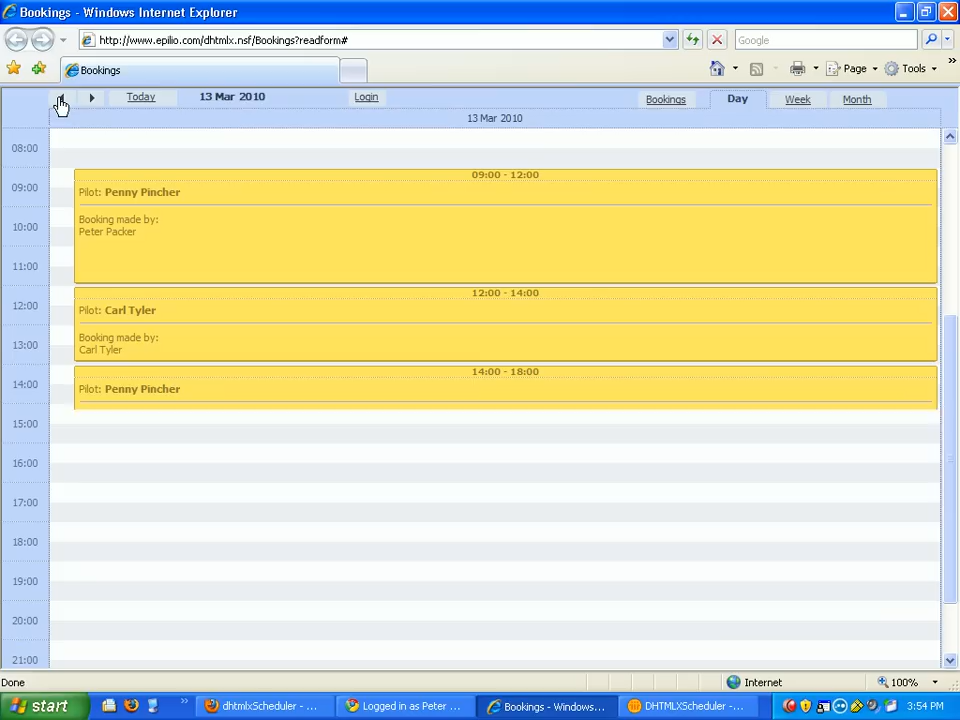 Bookings - Windows Internet Explorer
http://www.epilio.com/dhtmlx.nsf/Bookings?readform#
Google
Bookings
Page
Tools
Today
13 Mar 2010
Login
Bookings
Day
Week
Month
13 Mar 2010
08:00
09:00
10:00
11:00
12:00
13:00
14:00
15:00
16:00
17:00
18:00
19:00
20:00
21:00
09:00 - 12:00
Pilot: Penny Pincher
Booking made by:
Peter Packer
12:00 - 14:00
Pilot: Carl Tyler
Booking made by:
Carl Tyler
14:00 - 18:00
Pilot: Penny Pincher
Done
Internet
100%
start
dhtmlxScheduler - ...
Logged in as Peter ...
Bookings - Windows...
DHTMLXScheduler -...
3:54 PM